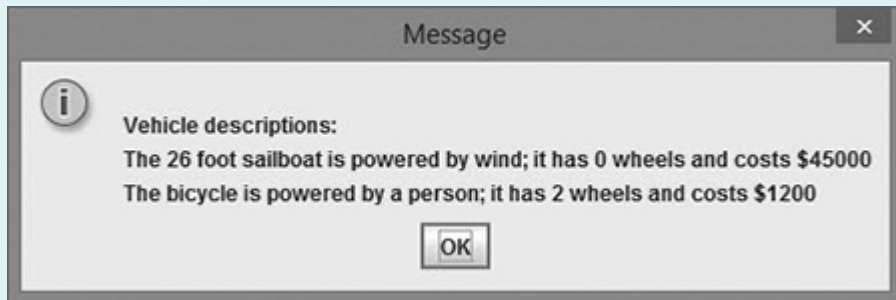 Message
Vehicle descriptions:
The 26 foot sailboat is powered by wind; it has 0 wheels and costs $45000
The bicycle is powered by a person; it has 2 wheels and costs $1200
OK